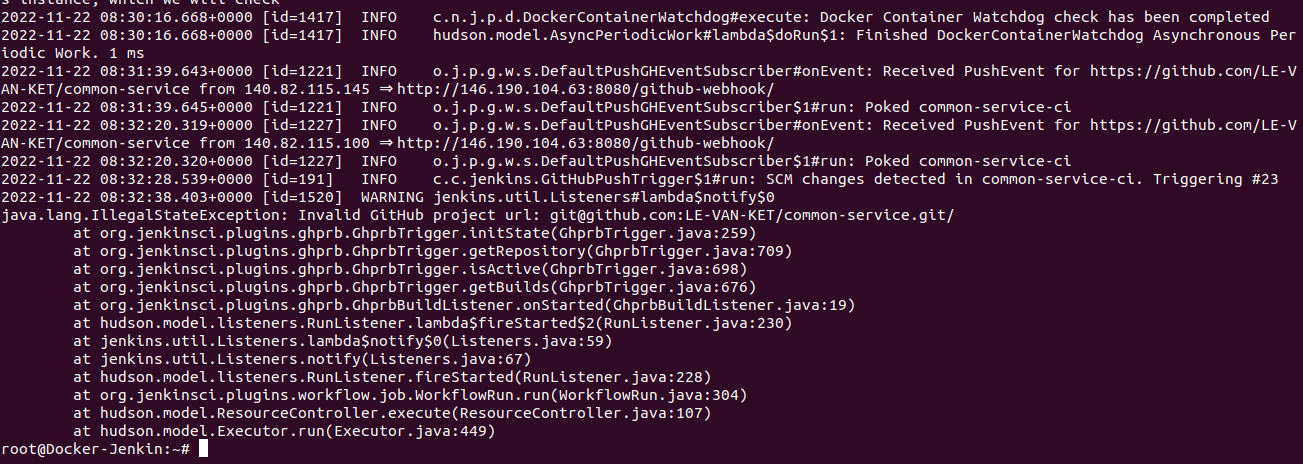 s instance, which we will check
2022-11-22 08:30:16.668+0000 [id=1417]  INFO    c.n.j.p.d.DockerContainerWatchdog#execute: Docker Container Watchdog check has been completed
2022-11-22 08:30:16.668+0000 [id=1417]  INFO    hudson.model.AsyncPeriodicWork#lambda$doRun$1: Finished DockerContainerWatchdog Asynchronous Per
iodic Work. 1 ms
2022-11-22 08:31:39.643+0000 [id=1221]  INFO    o.j.p.g.w.s.DefaultPushGHEventSubscriber#onEvent: Received PushEvent for https://github.com/LE-V
AN-KET/common-service from 140.82.115.145 ⇒ http://146.190.104.63:8080/github-webhook/
2022-11-22 08:31:39.645+0000 [id=1221]  INFO    o.j.p.g.w.s.DefaultPushGHEventSubscriber$1#run: Poked common-service-ci
2022-11-22 08:32:20.319+0000 [id=1227]  INFO    o.j.p.g.w.s.DefaultPushGHEventSubscriber#onEvent: Received PushEvent for https://github.com/LE-V
AN-KET/common-service from 140.82.115.100 ⇒ http://146.190.104.63:8080/github-webhook/
2022-11-22 08:32:20.320+0000 [id=1227]  INFO    o.j.p.g.w.s.DefaultPushGHEventSubscriber$1#run: Poked common-service-ci
2022-11-22 08:32:28.539+0000 [id=191]   INFO    c.c.jenkins.GitHubPushTrigger$1#run: SCM changes detected in common-service-ci. Triggering #23
2022-11-22 08:32:38.403+0000 [id=1520]  WARNING jenkins.util.Listeners#lambda$notify$0
java.lang.IllegalStateException: Invalid GitHub project url: git@github.com:LE-VAN-KET/common-service.git/
        at org.jenkinsci.plugins.ghprb.GhprbTrigger.initState(GhprbTrigger.java:259)
        at org.jenkinsci.plugins.ghprb.GhprbTrigger.getRepository(GhprbTrigger.java:709)
        at org.jenkinsci.plugins.ghprb.GhprbTrigger.isActive(GhprbTrigger.java:698)
        at org.jenkinsci.plugins.ghprb.GhprbTrigger.getBuilds(GhprbTrigger.java:676)
        at org.jenkinsci.plugins.ghprb.GhprbBuildListener.onStarted(GhprbBuildListener.java:19)
        at hudson.model.listeners.RunListener.lambda$fireStarted$2(RunListener.java:230)
        at jenkins.util.Listeners.lambda$notify$0(Listeners.java:59)
        at jenkins.util.Listeners.notify(Listeners.java:67)
        at hudson.model.listeners.RunListener.fireStarted(RunListener.java:228)
        at org.jenkinsci.plugins.workflow.job.WorkflowRun.run(WorkflowRun.java:304)
        at hudson.model.ResourceController.execute(ResourceController.java:107)
        at hudson.model.Executor.run(Executor.java:449)
root@Docker-Jenkin:~#